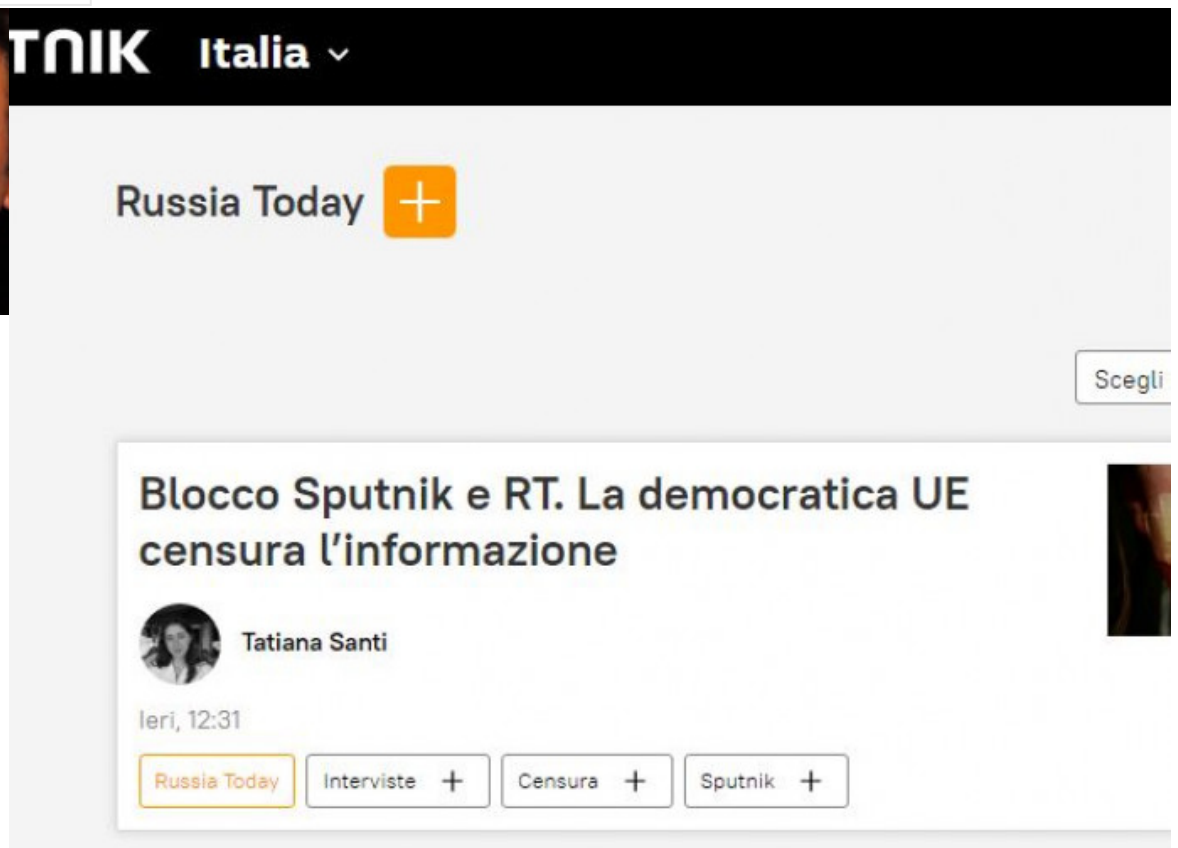 TNIK Italia
Russia Today
Scegli
Blocco Sputnik e RT. La democratica UE
censura l'informazione
Tatiana Santi
Ieri, 12:31
Russia Today Interviste + Censura + Sputnik +